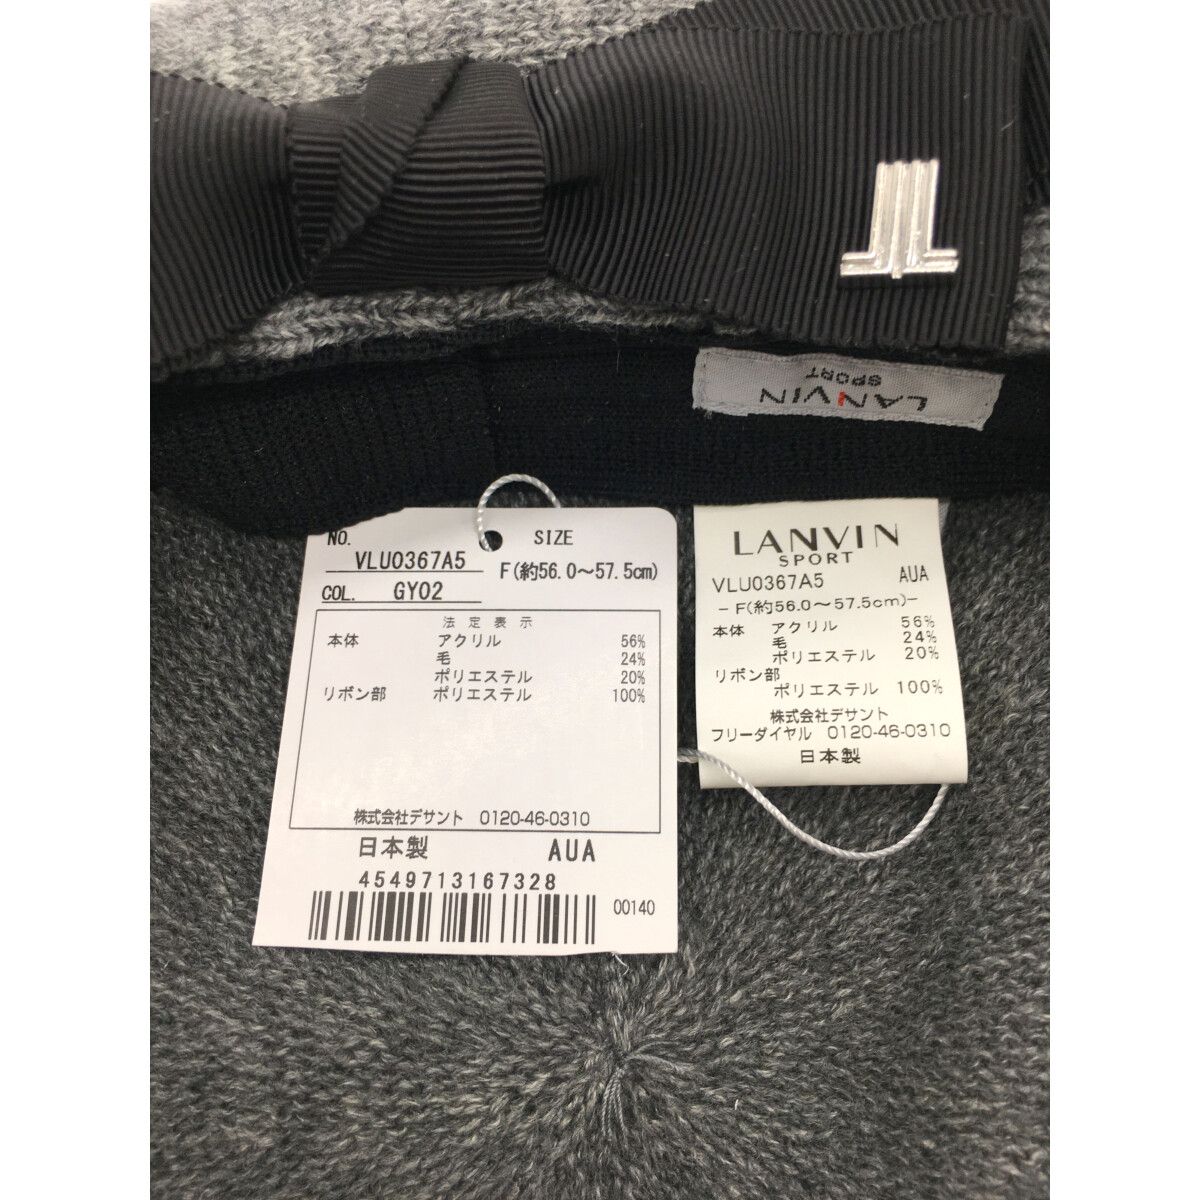 LANVIN
SPORT
NO. VLU0367A5
SIZE
F(約56.0～57.5cm)
COL. GY02
法定表示
本体 アクリル 56%
毛 24%
ポリエステル 20%
リボン部 ポリエステル 100%
株式会社デサント 0120-46-0310
日本製 AUA
4549713167328
00140
LANVIN
SPORT
VLU0367A5 AUA
-F(約56.0～57.5cm)-
本体 アクリル 56%
毛 24%
ポリエステル 20%
リボン部
ポリエステル 100%
株式会社デサント
フリーダイヤル 0120-46-0310
日本製